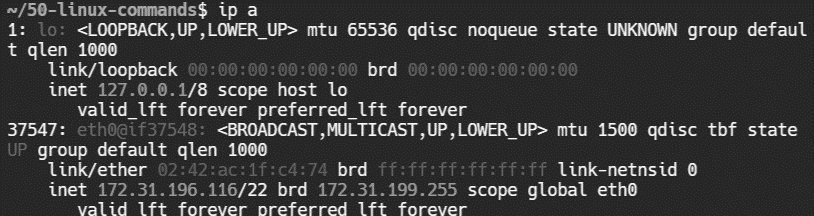 ~/50-linux-commands$ ip a
1: lo: <LOOPBACK,UP,LOWER_UP> mtu 65536 qdisc noqueue state UNKNOWN group defaul
t qlen 1000
    link/loopback 00:00:00:00:00:00 brd 00:00:00:00:00:00
    inet 127.0.0.1/8 scope host lo
       valid_lft forever preferred_lft forever
37547: eth0@if37548: <BROADCAST,MULTICAST,UP,LOWER_UP> mtu 1500 qdisc tbf state
UP group default qlen 1000
    link/ether 02:42:ac:1f:c4:74 brd ff:ff:ff:ff:ff:ff link-netnsid 0
    inet 172.31.196.116/22 brd 172.31.199.255 scope global eth0
       valid_lft forever preferred_lft forever